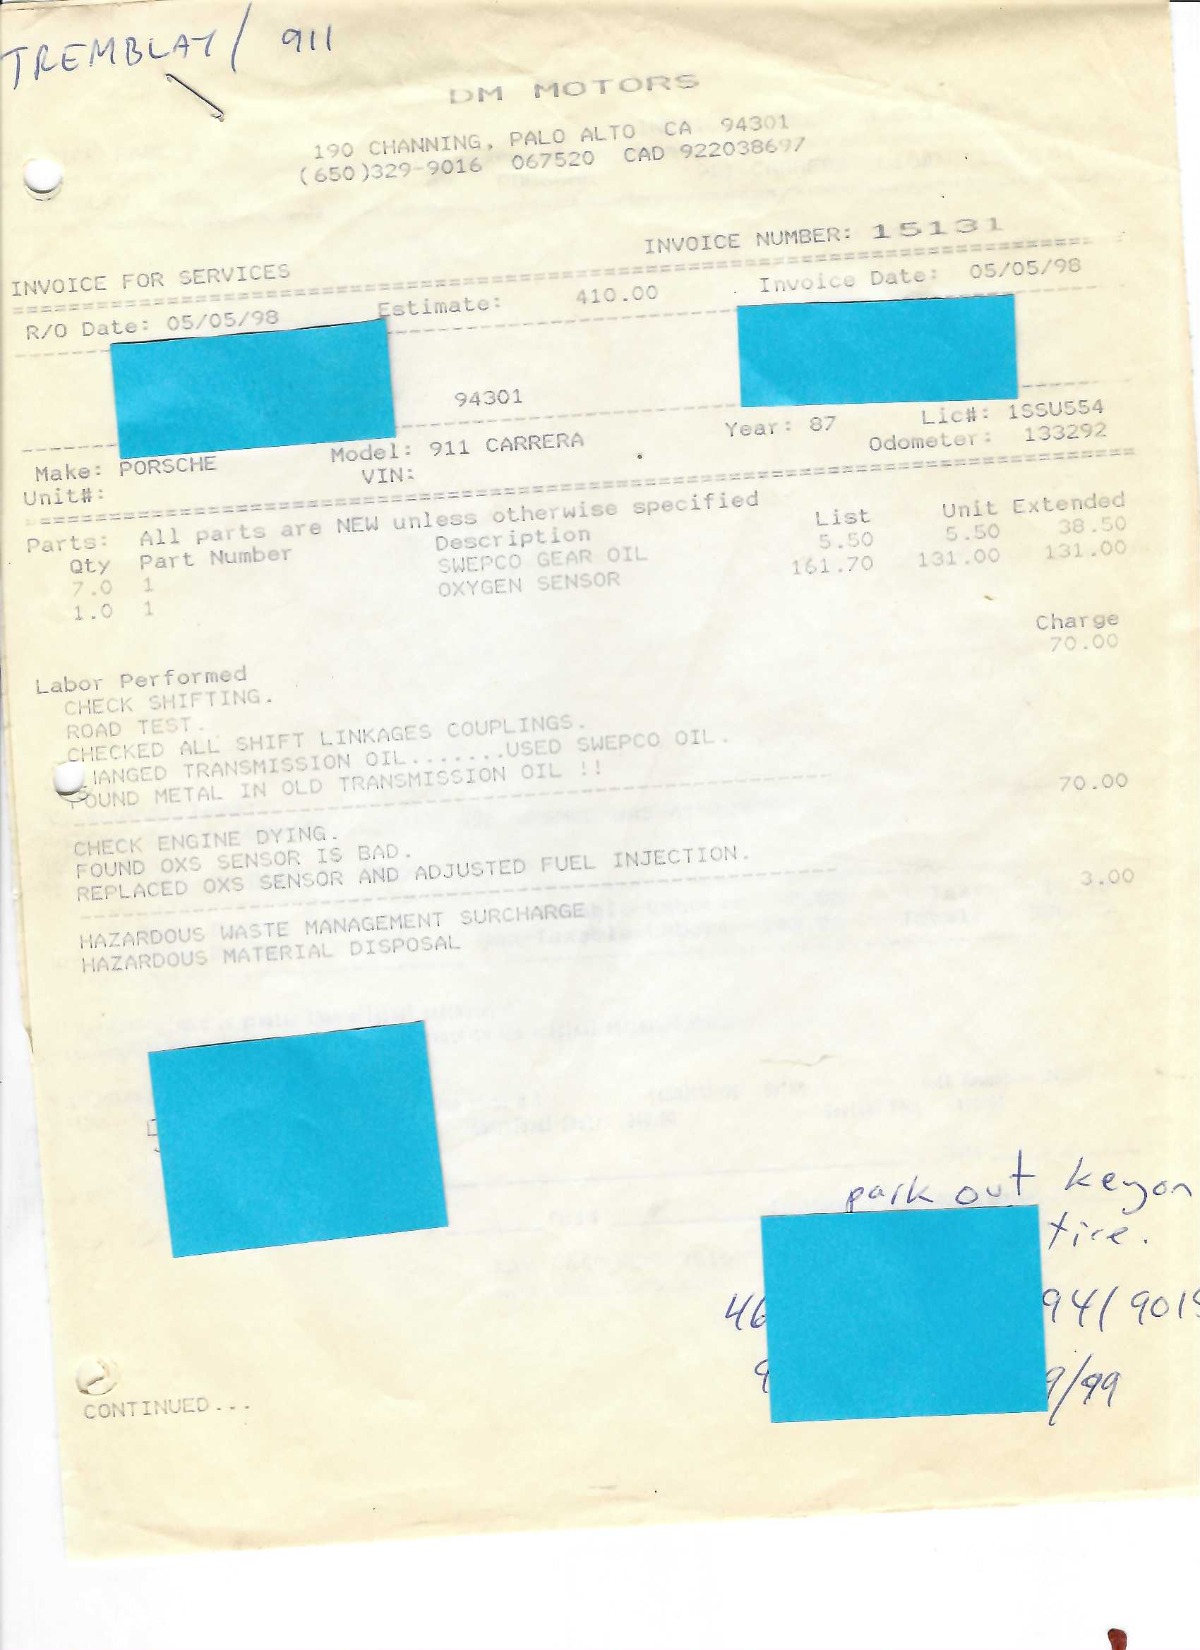 TREMBLAY / 911
DM MOTORS
190 CHANNING, PALO ALTO CA 94301
(650)329-9016 067520 CAD 922038697
INVOICE NUMBER: 15131
INVOICE FOR SERVICES
R/O Date: 05/05/98 Estimate: 410.00 Invoice Date: 05/05/98
94301
Make: PORSCHE Model: 911 CARRERA Year: 87 Lic#: 1SSU554
Unit#: VIN: Odometer: 133292
Parts: All parts are NEW unless otherwise specified
Qty Part Number Description List Unit Extended
7.0 1 SWEPCO GEAR OIL 5.50 5.50 38.50
1.0 1 OXYGEN SENSOR 161.70 131.00 131.00
Labor Performed Charge
CHECK SHIFTING. 70.00
ROAD TEST.
CHECKED ALL SHIFT LINKAGES COUPLINGS.
HANGED TRANSMISSION OIL.......USED SWEPCO OIL.
FOUND METAL IN OLD TRANSMISSION OIL !!
CHECK ENGINE DYING. 70.00
FOUND OXS SENSOR IS BAD.
REPLACED OXS SENSOR AND ADJUSTED FUEL INJECTION.
HAZARDOUS WASTE MANAGEMENT SURCHARGE 3.00
HAZARDOUS MATERIAL DISPOSAL
park out key on
tire.
46 94/9015
9 9/99
CONTINUED...